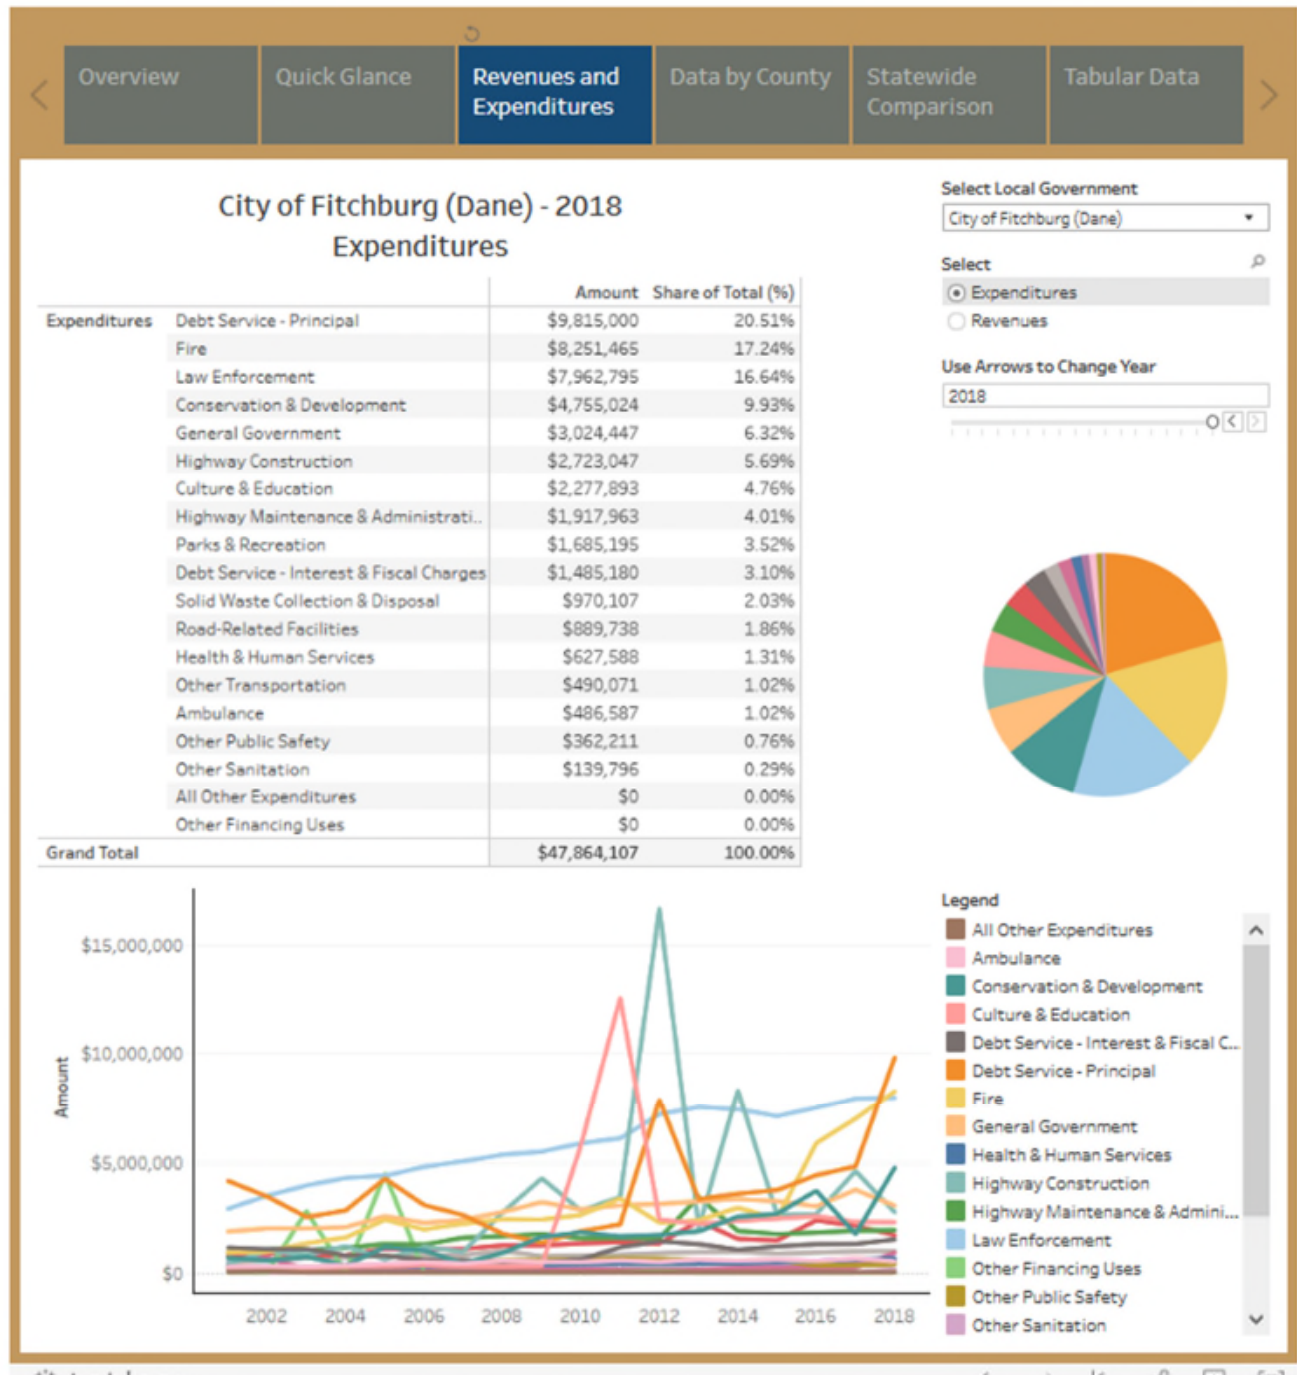 Overview
Quick Glance
Revenues and
Expenditures
Data by County
Statewide
Comparison
Tabular Data
City of Fitchburg (Dane) - 2018
Expenditures
Select Local Government
City of Fitchburg (Dane)
Select
Expenditures
Revenues
Use Arrows to Change Year
2018
Amount Share of Total (%)
Expenditures Debt Service - Principal $9,815,000 20.51%
Fire $8,251,465 17.24%
Law Enforcement $7,962,795 16.64%
Conservation & Development $4,755,024 9.93%
General Government $3,024,447 6.32%
Highway Construction $2,723,047 5.69%
Culture & Education $2,277,893 4.76%
Highway Maintenance & Administrati.. $1,917,963 4.01%
Parks & Recreation $1,685,195 3.52%
Debt Service - Interest & Fiscal Charges $1,485,180 3.10%
Solid Waste Collection & Disposal $970,107 2.03%
Road-Related Facilities $889,738 1.86%
Health & Human Services $627,588 1.31%
Other Transportation $490,071 1.02%
Ambulance $486,587 1.02%
Other Public Safety $362,211 0.76%
Other Sanitation $139,796 0.29%
All Other Expenditures $0 0.00%
Other Financing Uses $0 0.00%
Grand Total $47,864,107 100.00%
Amount
$15,000,000
$10,000,000
$5,000,000
$0
2002 2004 2006 2008 2010 2012 2014 2016 2018
Legend
All Other Expenditures
Ambulance
Conservation & Development
Culture & Education
Debt Service - Interest & Fiscal C...
Debt Service - Principal
Fire
General Government
Health & Human Services
Highway Construction
Highway Maintenance & Admini...
Law Enforcement
Other Financing Uses
Other Public Safety
Other Sanitation